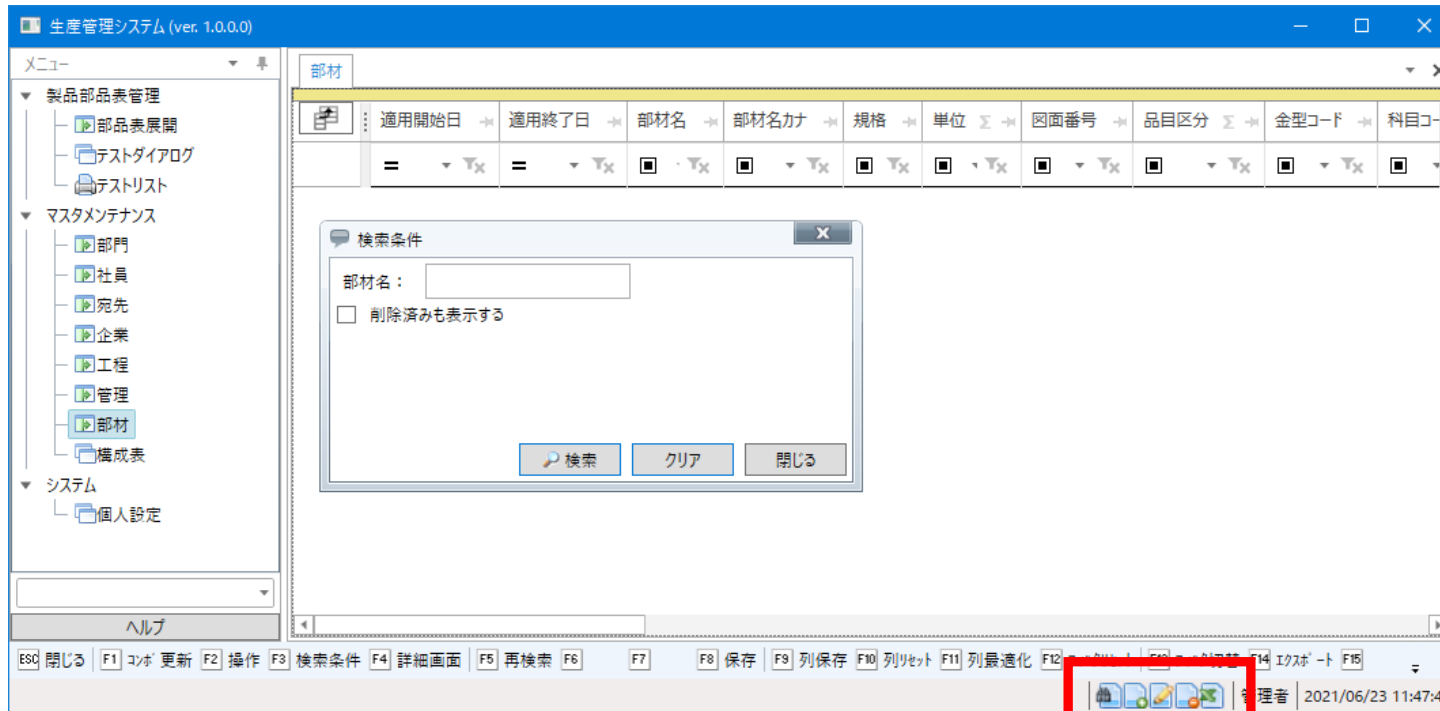 生産管理システム (ver. 1.0.0.0)
メニュー
製品部品表管理
部品表展開
テストダイアログ
テストリスト
マスタメンテナンス
部門
社員
宛先
企業
工程
管理
部材
構成表
システム
個人設定
ヘルプ
部材
適用開始日 適用終了日 部材名 部材名カナ 規格 単位 Σ 図面番号 品目区分 Σ 金型コード 科目コー
= =
検索条件
部材名：
削除済みも表示する
検索 クリア 閉じる
ESC 閉じる F1 コンボ更新 F2 操作 F3 検索条件 F4 詳細画面 F5 再検索 F6 F7 F8 保存 F9 列保存 F10 列リセット F11 列最適化 F12 F14 エクスポート F15
理者 2021/06/23 11:47:4